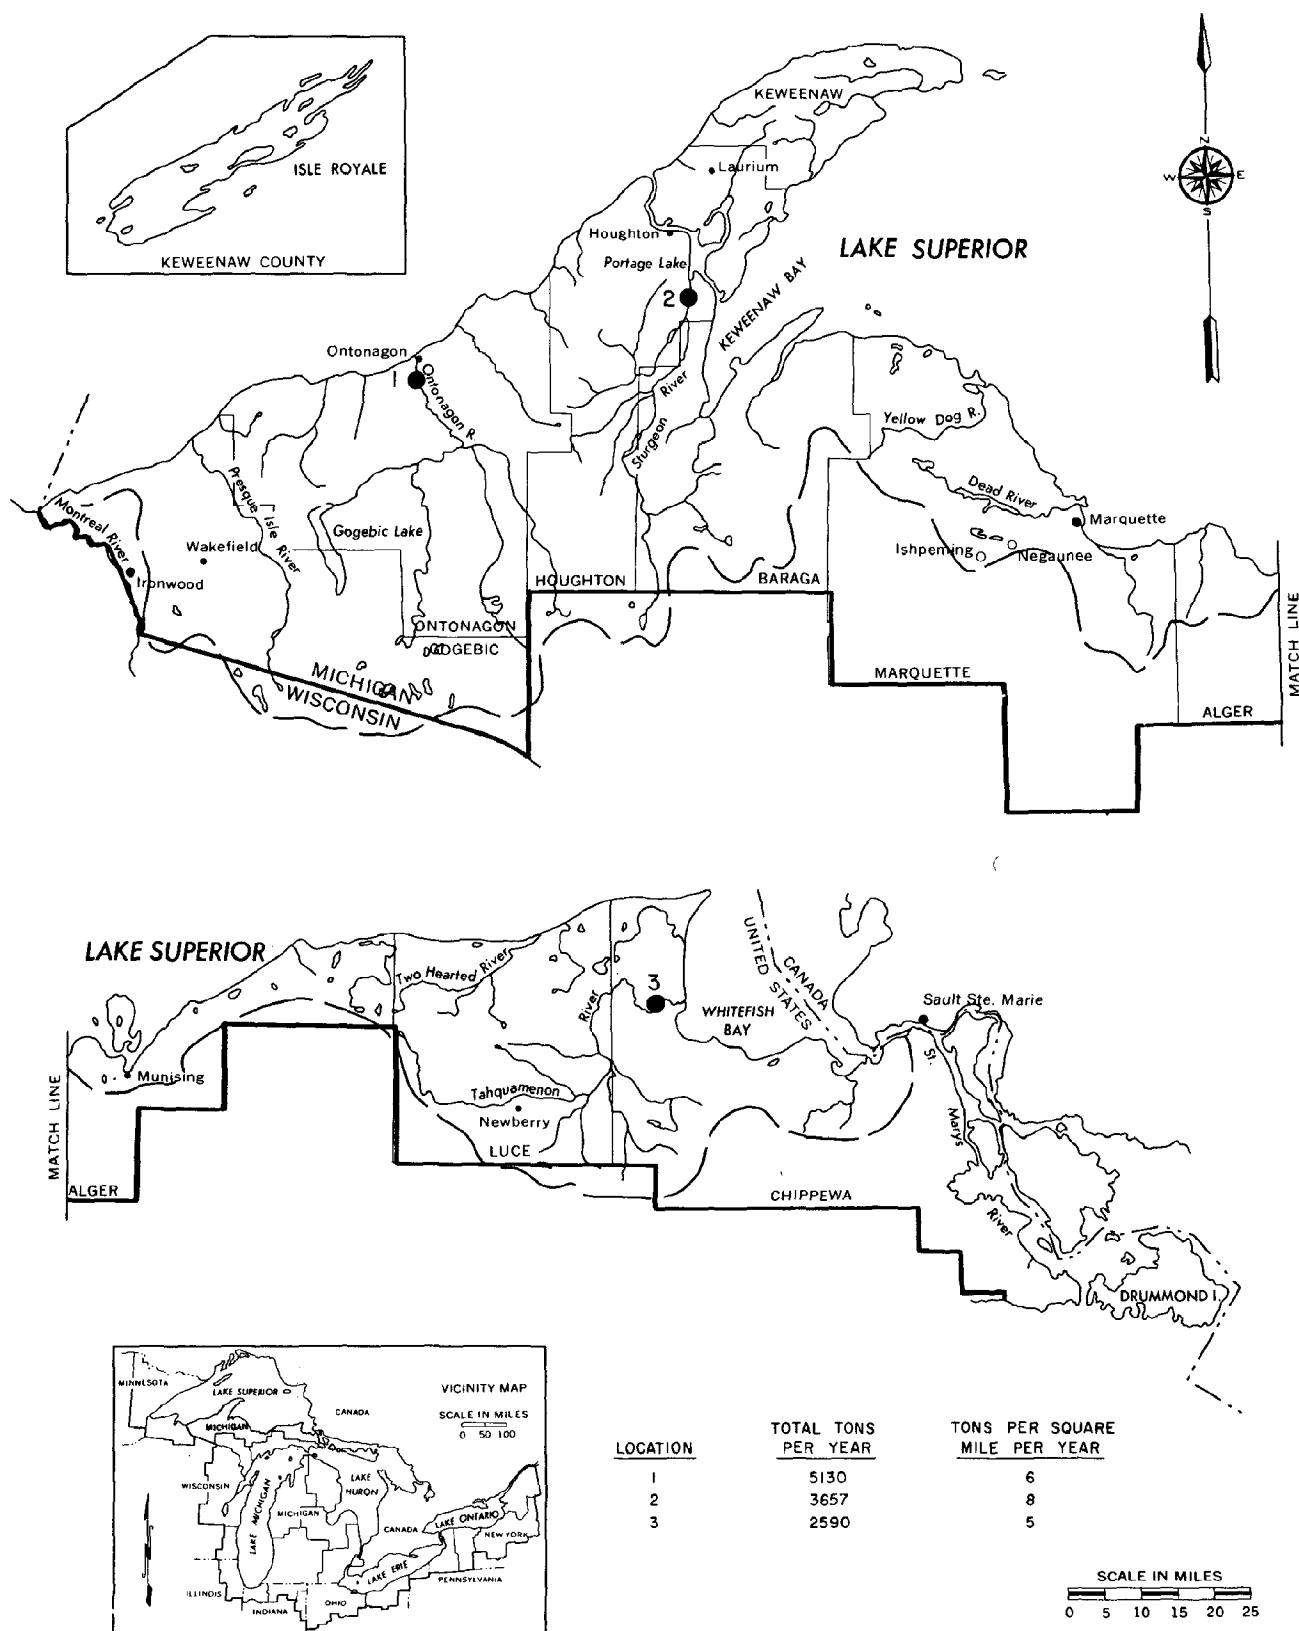 KEWEENAW
ISLE ROYALE
KEWEENAW COUNTY
Laurium
Houghton
Portage Lake
LAKE SUPERIOR
2
KEWEENAW BAY
N
W
E
S
Ontonagon
1
Ontonagon R.
Sturgeon
River
Yellow Dog R.
Presque Isle River
Montreal River
Gogebic Lake
Dead River
Marquette
Wakefield
Ironwood
Ishpeming
Negaunee
HOUGHTON
BARAGA
ONTONAGON
GOGEBIC
MICHIGAN
WISCONSIN
MARQUETTE
ALGER
MATCH LINE
LAKE SUPERIOR
Two Hearted River
River
3
WHITEFISH
BAY
UNITED STATES
CANADA
Sault Ste. Marie
St.
Marys
River
Munising
Tahquamenon
Newberry
LUCE
MATCH LINE
ALGER
CHIPPEWA
DRUMMOND I.
MINNESOTA
LAKE SUPERIOR
VICINITY MAP
CANADA
SCALE IN MILES
0 50 100
MICHIGAN
WISCONSIN
LAKE MICHIGAN
LAKE
HURON
MICHIGAN
CANADA
LAKE ONTARIO
NEW YORK
LAKE ERIE
PENNSYLVANIA
ILLINOIS
INDIANA
OHIO
LOCATION TOTAL TONS PER YEAR TONS PER SQUARE MILE PER YEAR
1 5130 6
2 3657 8
3 2590 5
SCALE IN MILES
0 5 10 15 20 25